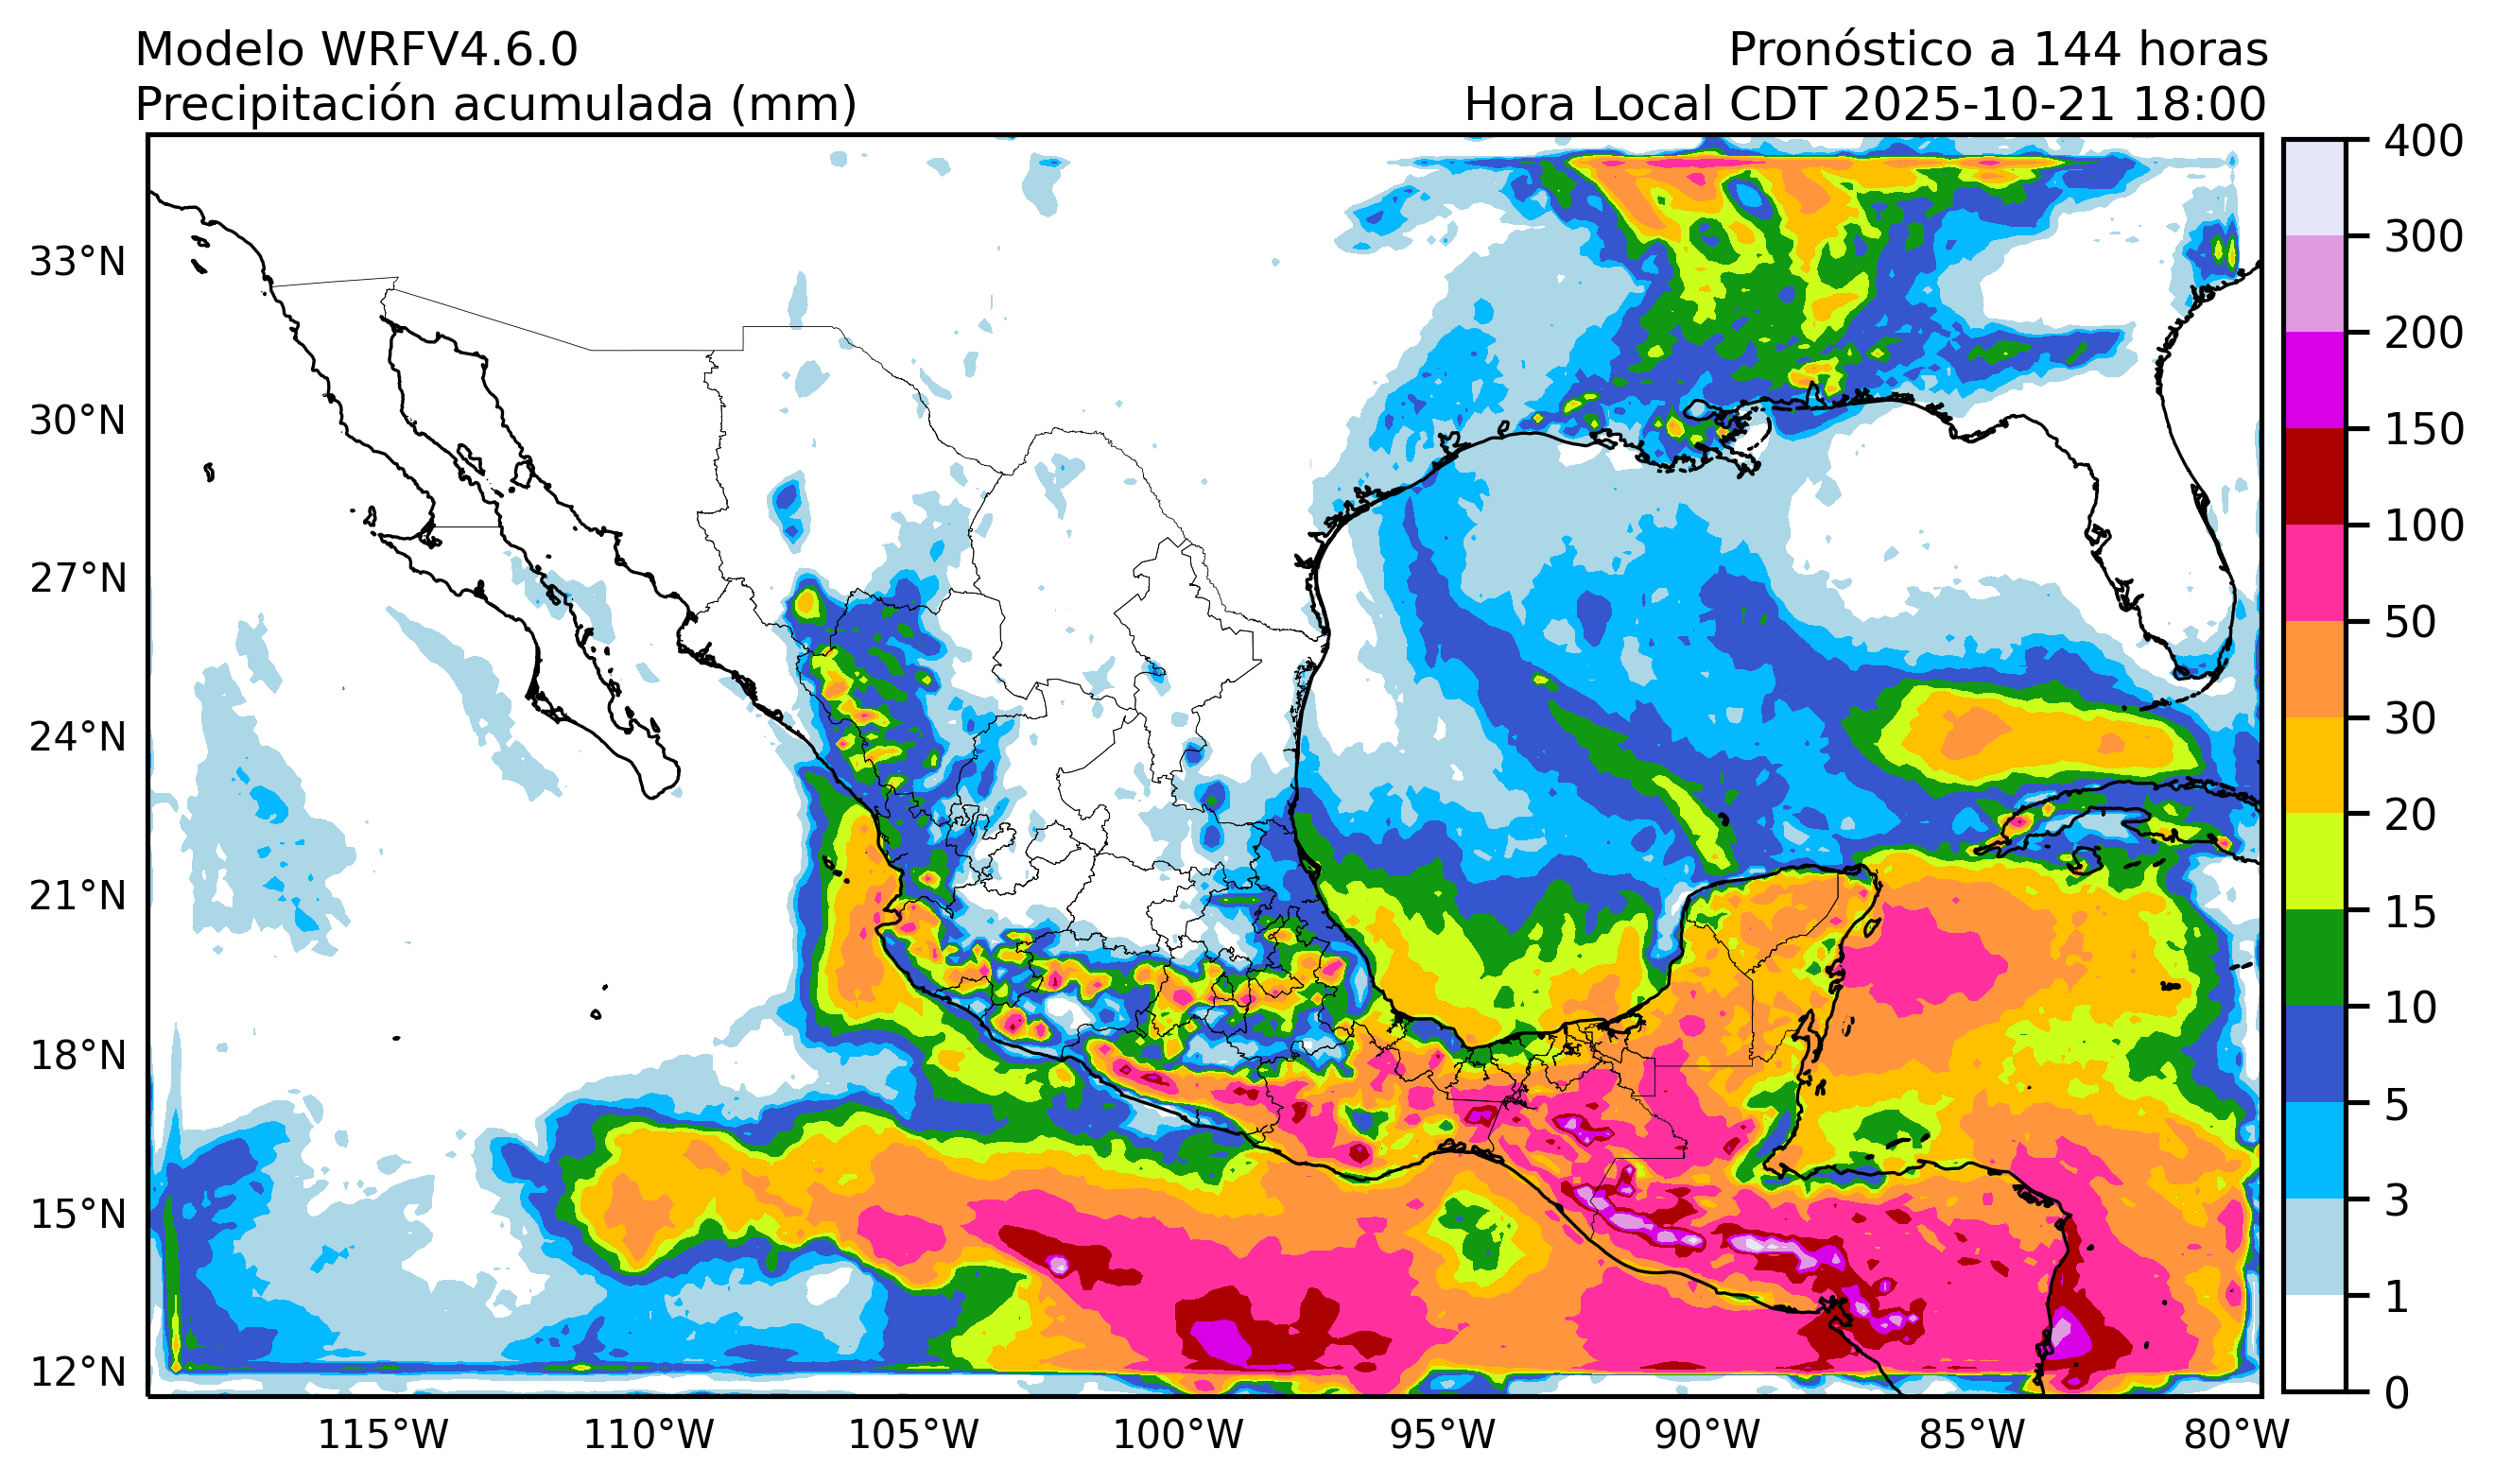 Modelo WRFV4.6.0
Pronóstico a 144 horas
Precipitación acumulada (mm)
Hora Local CDT 2025-10-21 18:00
33°N
30°N
27°N
24°N
21°N
18°N
15°N
12°N
115°W
110°W
105°W
100°W
95°W
90°W
85°W
80°W
400
300
200
150
100
50
30
20
15
10
5
3
1
0